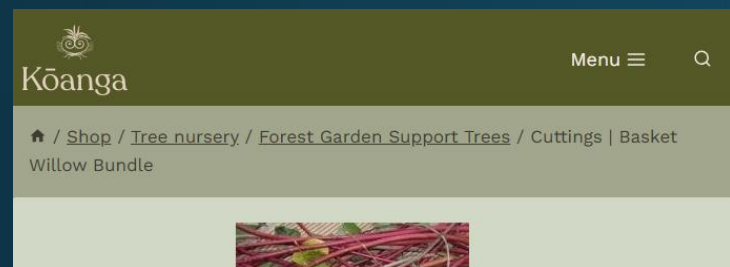 Kōanga
Menu
/ Shop / Tree nursery / Forest Garden Support Trees / Cuttings | Basket
Willow Bundle